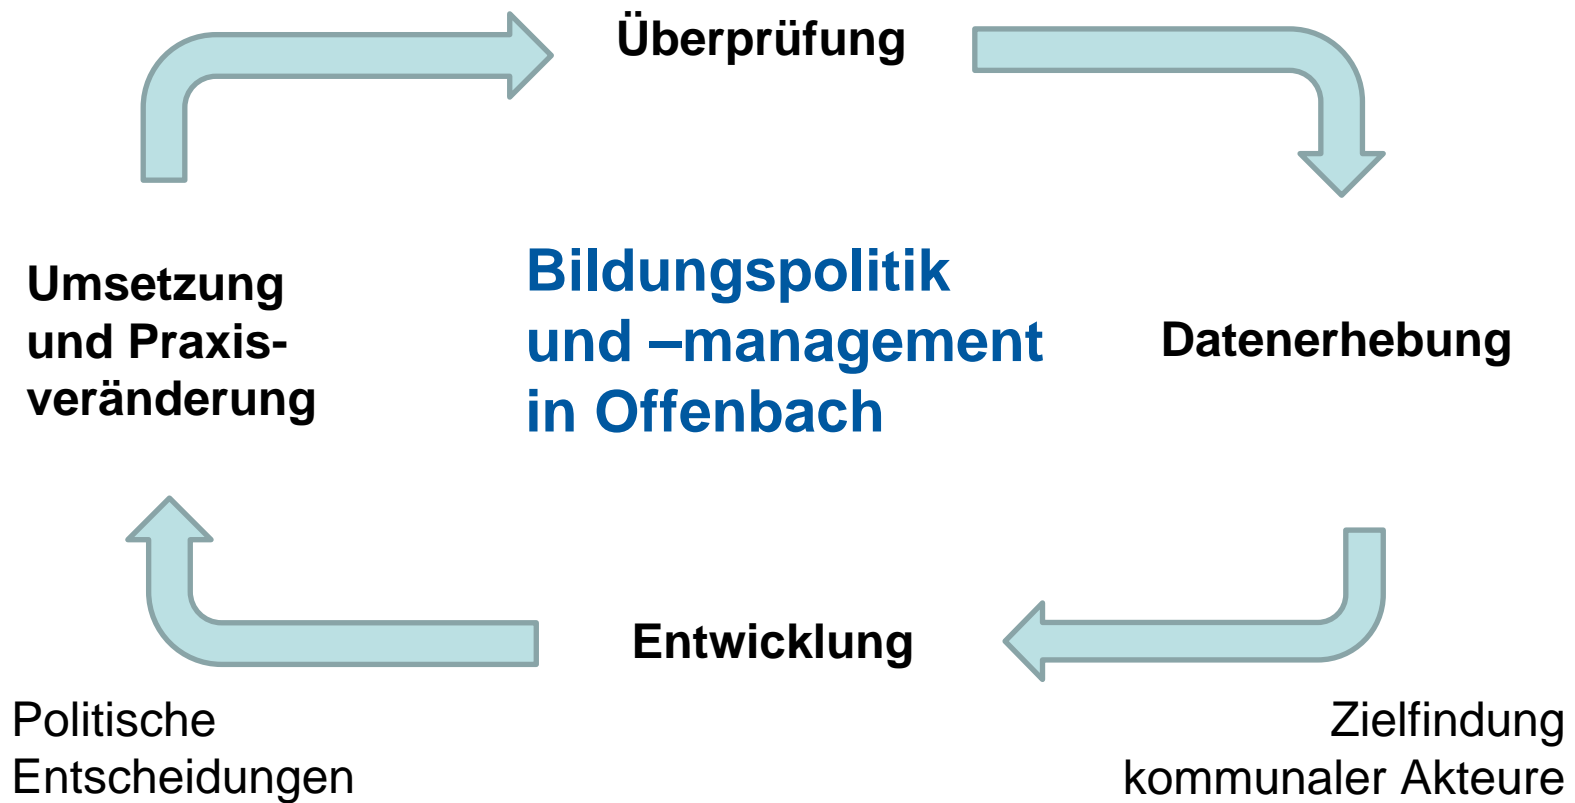 Überprüfung
Umsetzung
und Praxis-
veränderung
Bildungspolitik
und –management
in Offenbach
Datenerhebung
Entwicklung
Politische
Entscheidungen
Zielfindung
kommunaler Akteure